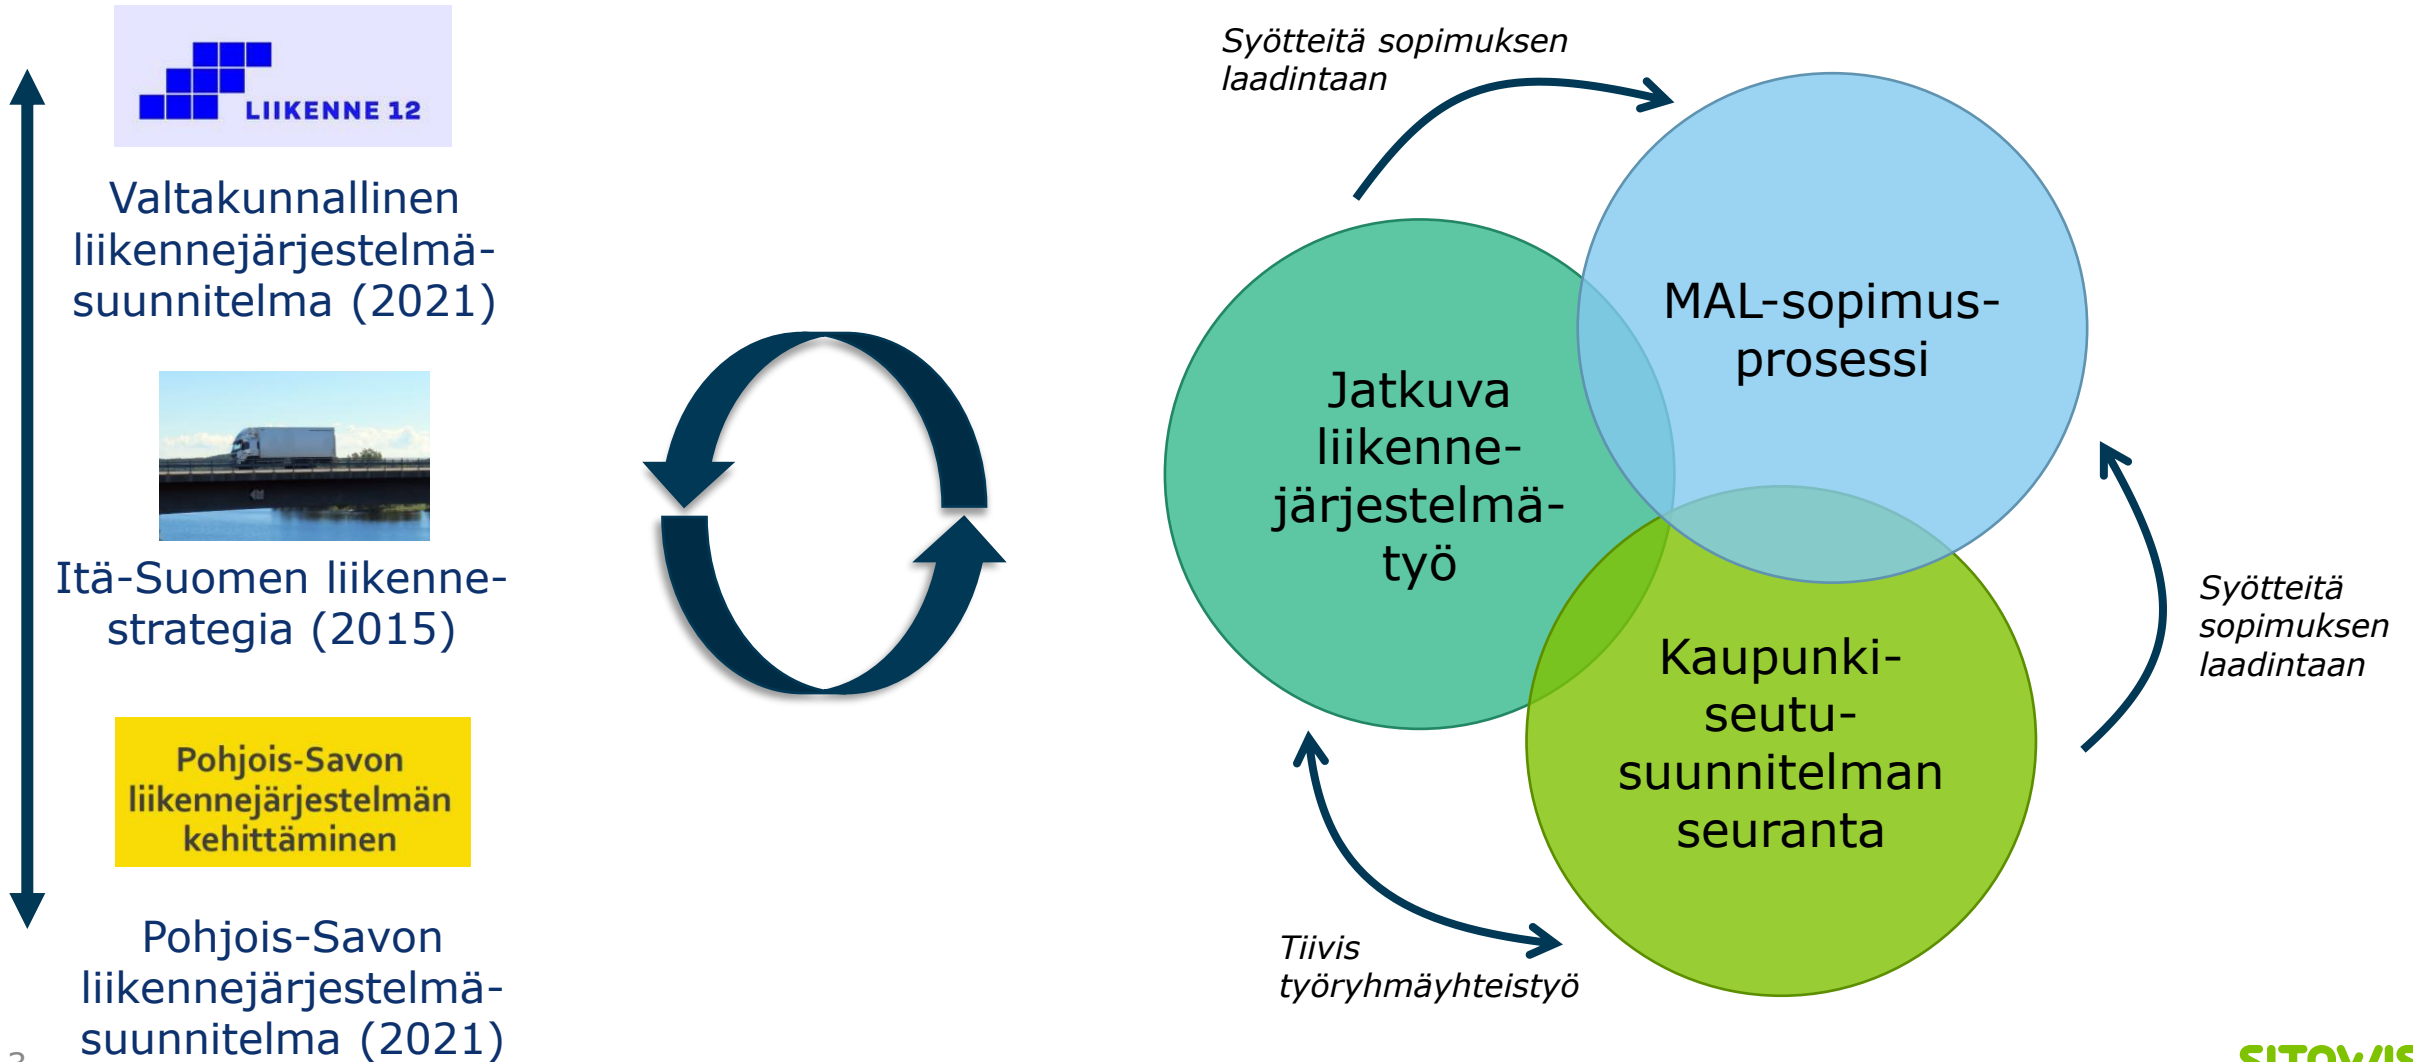 LIIKENNE 12
Valtakunnallinen
liikennejärjestelmä-
suunnitelma (2021)
Itä-Suomen liikenne-
strategia (2015)
Pohjois-Savon
liikennejärjestelmän
kehittäminen
Pohjois-Savon
liikennejärjestelmä-
suunnitelma (2021)
Syötteitä sopimuksen
laadintaan
MAL-sopimus-
prosessi
Jatkuva
liikenne-
järjestelmä-
työ
Kaupunki-
seutu-
suunnitelman
seuranta
Syötteitä
sopimuksen
laadintaan
Tiivis
työryhmäyhteistyö